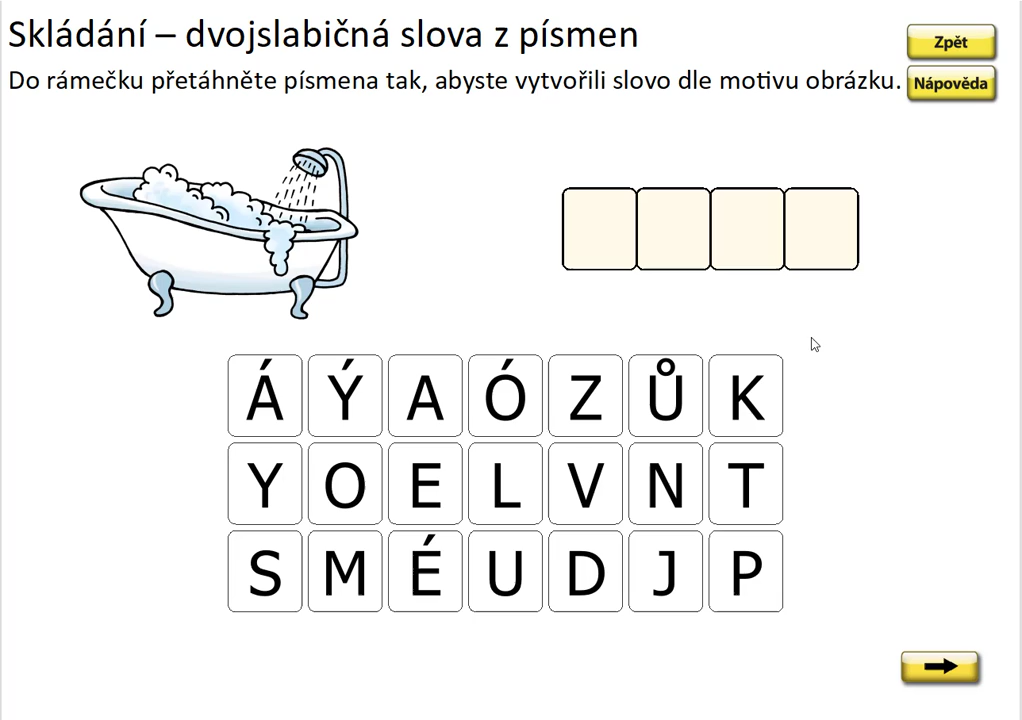 Skládání – dvojslabičná slova z písmen
Zpět
Do rámečku přetáhněte písmena tak, abyste vytvořili slovo dle motivu obrázku.
Nápověda
Á Ý A Ó Z Ů K
Y O E L V N T
S M É U D J P